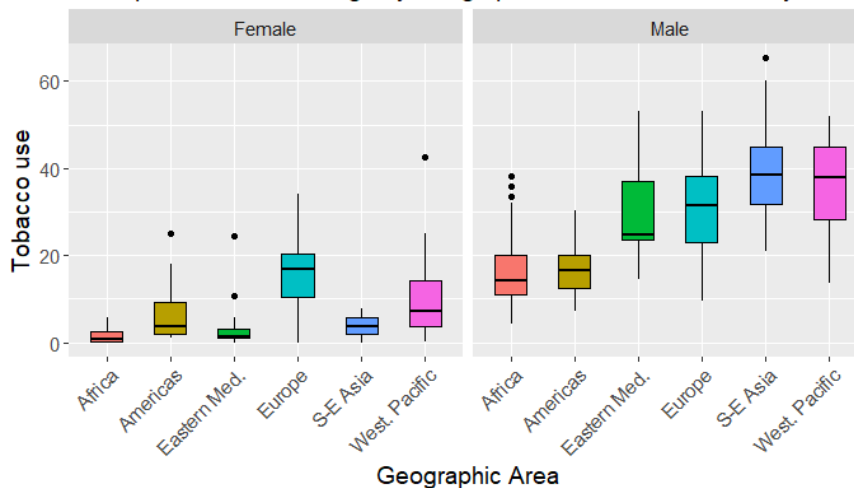 Female
Male
Tobacco use
60
40
20
0
Africa
Americas
Eastern Med.
Europe
S-E Asia
West. Pacific
Africa
Americas
Eastern Med.
Europe
S-E Asia
West. Pacific
Geographic Area